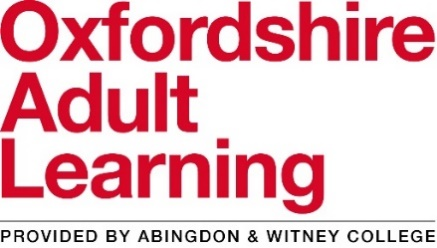 Oxfordshire
Adult
Learning
PROVIDED BY ABINGDON & WITNEY COLLEGE